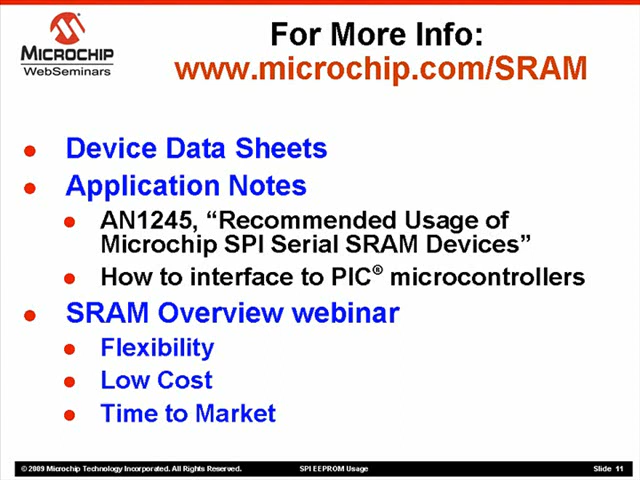 MICROCHIP
WebSeminars
For More Info:
www.microchip.com/SRAM
Device Data Sheets
Application Notes
AN1245, “Recommended Usage of
Microchip SPI Serial SRAM Devices”
How to interface to PIC® microcontrollers
SRAM Overview webinar
Flexibility
Low Cost
Time to Market
© 2009 Microchip Technology Incorporated. All Rights Reserved. SPI EEPROM Usage Slide 11